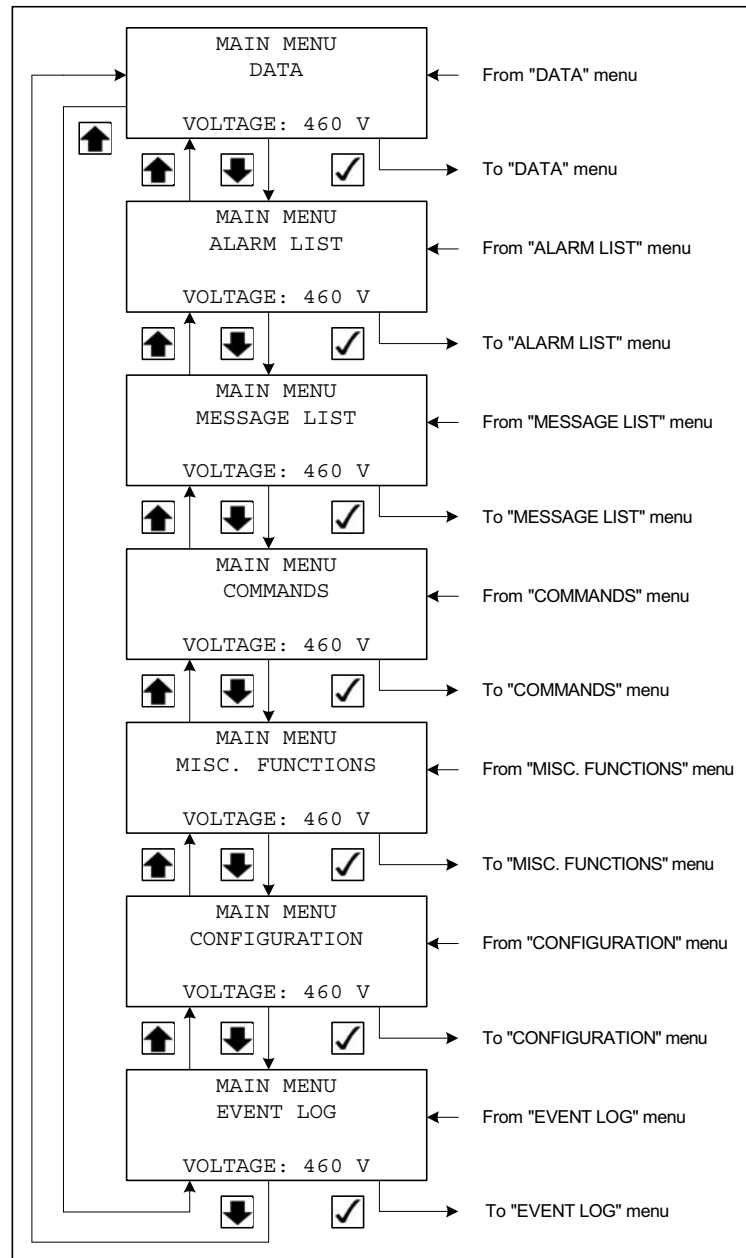 MAIN MENU
DATA
From "DATA" menu
VOLTAGE: 460 V
To "DATA" menu
MAIN MENU
ALARM LIST
From "ALARM LIST" menu
VOLTAGE: 460 V
To "ALARM LIST" menu
MAIN MENU
MESSAGE LIST
From "MESSAGE LIST" menu
VOLTAGE: 460 V
To "MESSAGE LIST" menu
MAIN MENU
COMMANDS
From "COMMANDS" menu
VOLTAGE: 460 V
To "COMMANDS" menu
MAIN MENU
MISC. FUNCTIONS
From "MISC. FUNCTIONS" menu
VOLTAGE: 460 V
To "MISC. FUNCTIONS" menu
MAIN MENU
CONFIGURATION
From "CONFIGURATION" menu
VOLTAGE: 460 V
To "CONFIGURATION" menu
MAIN MENU
EVENT LOG
From "EVENT LOG" menu
VOLTAGE: 460 V
To "EVENT LOG" menu